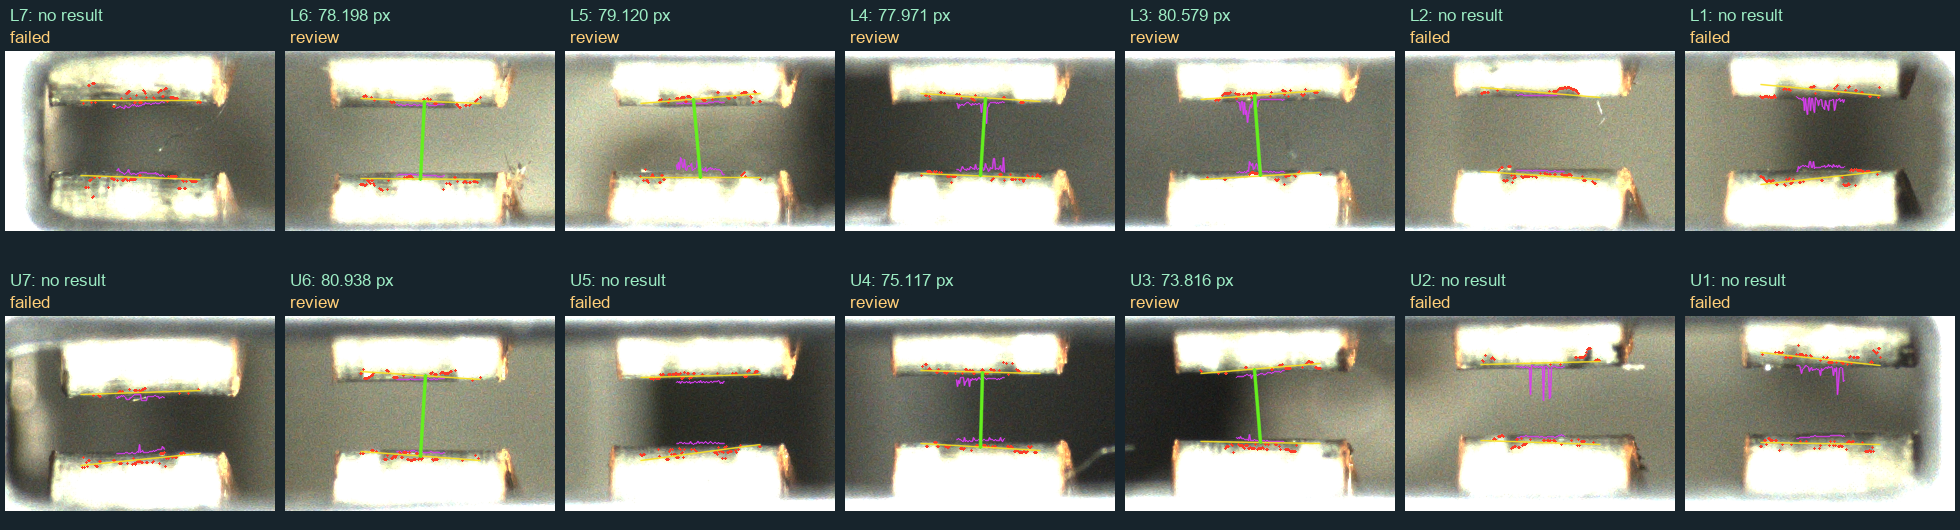 L7: no result
failed
L6: 78.198 px
review
L5: 79.120 px
review
L4: 77.971 px
review
L3: 80.579 px
review
L2: no result
failed
L1: no result
failed
U7: no result
failed
U6: 80.938 px
review
U5: no result
failed
U4: 75.117 px
review
U3: 73.816 px
review
U2: no result
failed
U1: no result
failed